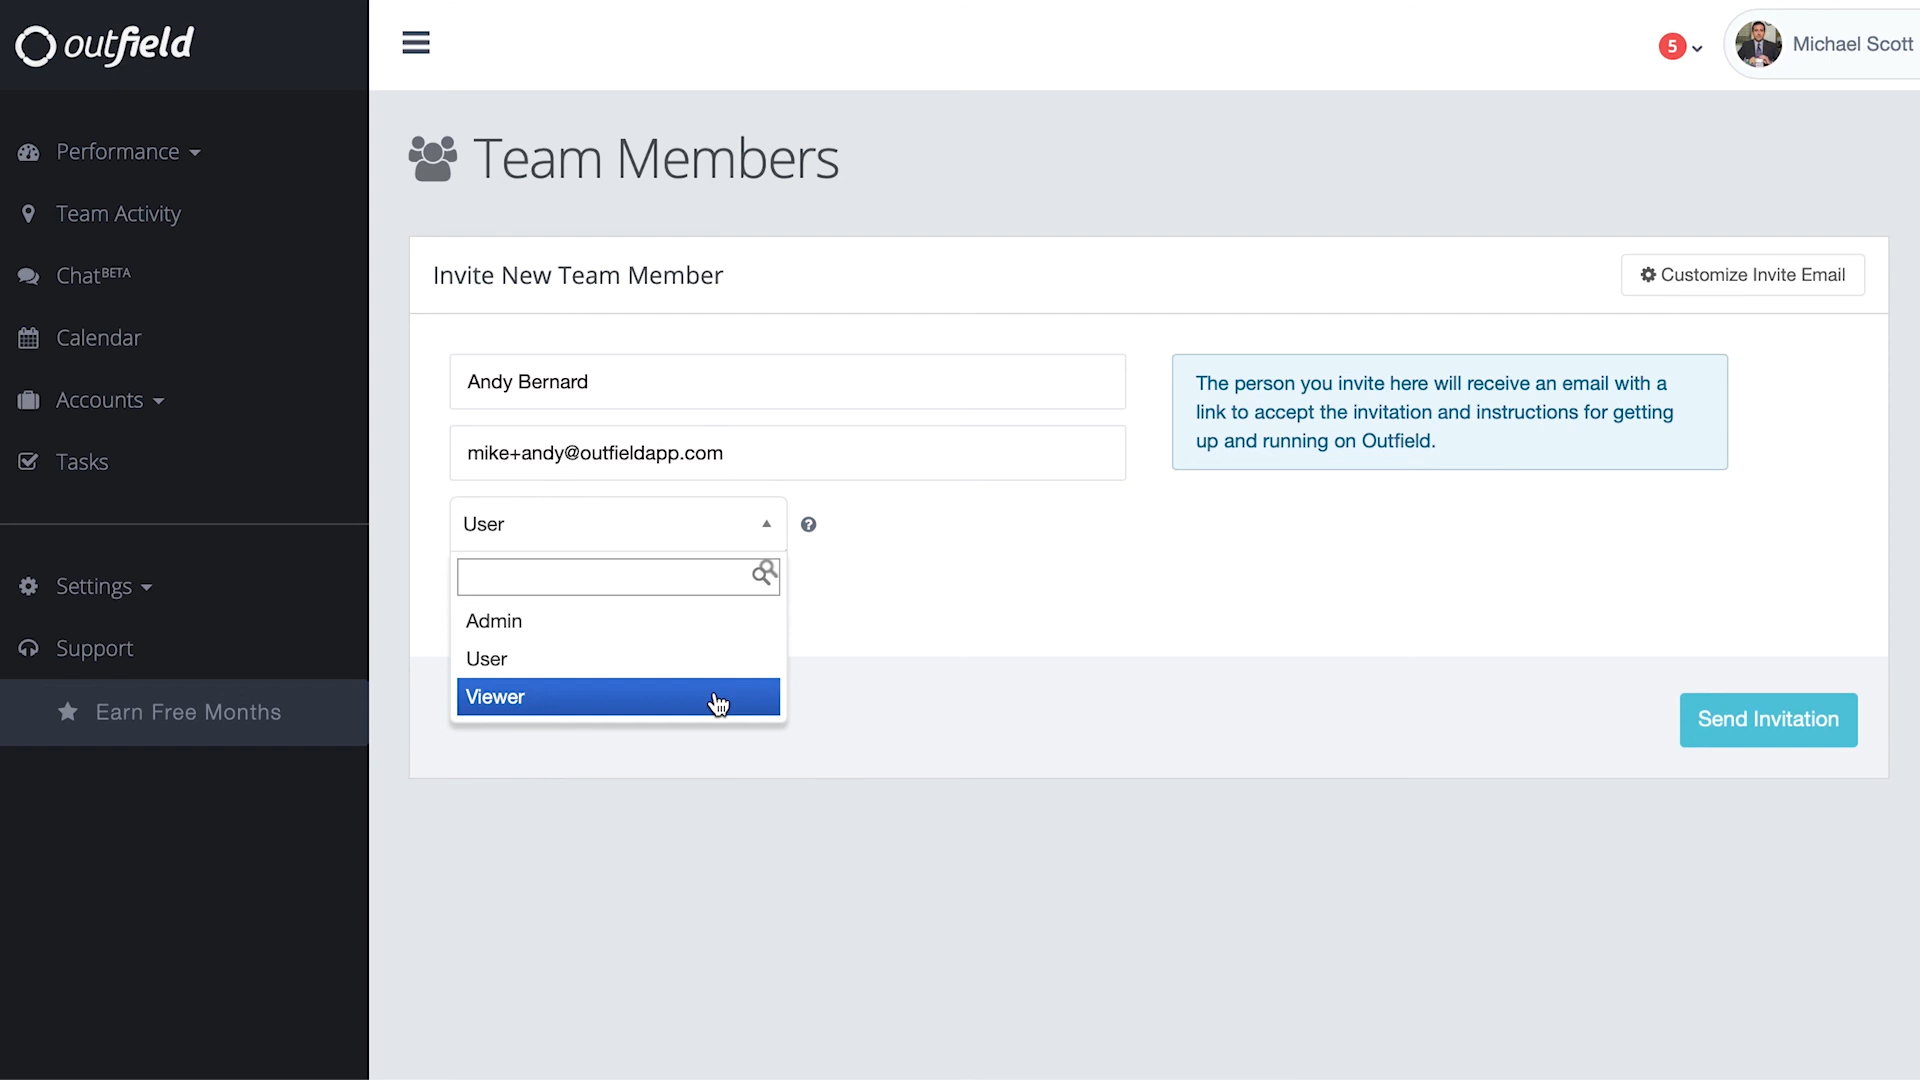 outfield
5
Michael Scott
Performance
Team Activity
Chat BETA
Calendar
Accounts
Tasks
Settings
Support
Earn Free Months
Team Members
Invite New Team Member
Customize Invite Email
Andy Bernard
mike+andy@outfieldapp.com
The person you invite here will receive an email with a
link to accept the invitation and instructions for getting
up and running on Outfield.
User
?
Admin
User
Viewer
Send Invitation